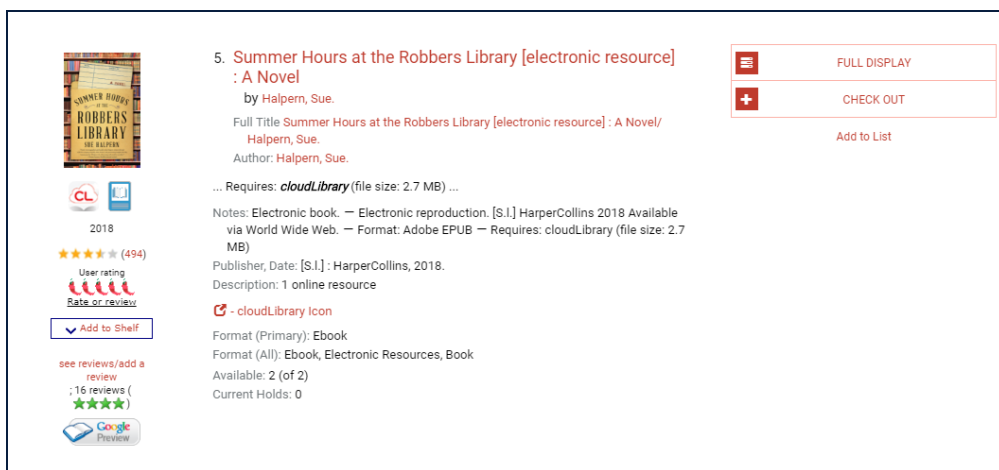 SUMMER HOURS
AT THE
ROBBERS
LIBRARY
SUE HALPERN
CL
2018
(494)
User rating
Rate or review
Add to Shelf
see reviews/add a
review
; 16 reviews (
)
Google
Preview
5. Summer Hours at the Robbers Library [electronic resource]
: A Novel
by Halpern, Sue.
Full Title Summer Hours at the Robbers Library [electronic resource] : A Novel/
Halpern, Sue.
Author: Halpern, Sue.
... Requires: cloudLibrary (file size: 2.7 MB) ...
Notes: Electronic book. — Electronic reproduction. [S.l.] HarperCollins 2018 Available
via World Wide Web. — Format: Adobe EPUB — Requires: cloudLibrary (file size: 2.7
MB)
Publisher, Date: [S.l.] : HarperCollins, 2018.
Description: 1 online resource
- cloudLibrary Icon
Format (Primary): Ebook
Format (All): Ebook, Electronic Resources, Book
Available: 2 (of 2)
Current Holds: 0
FULL DISPLAY
CHECK OUT
Add to List